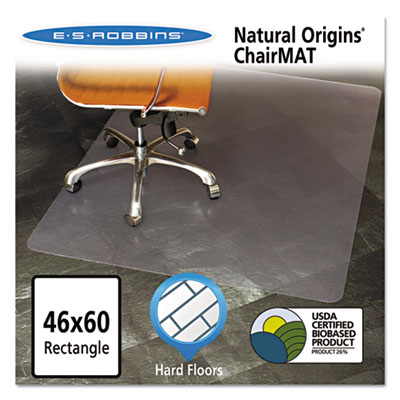 E·S·ROBBINS®
Natural Origins®
ChairMAT
46x60
Rectangle
Hard Floors
USDA
CERTIFIED
BIOBASED
PRODUCT
PRODUCT 26%